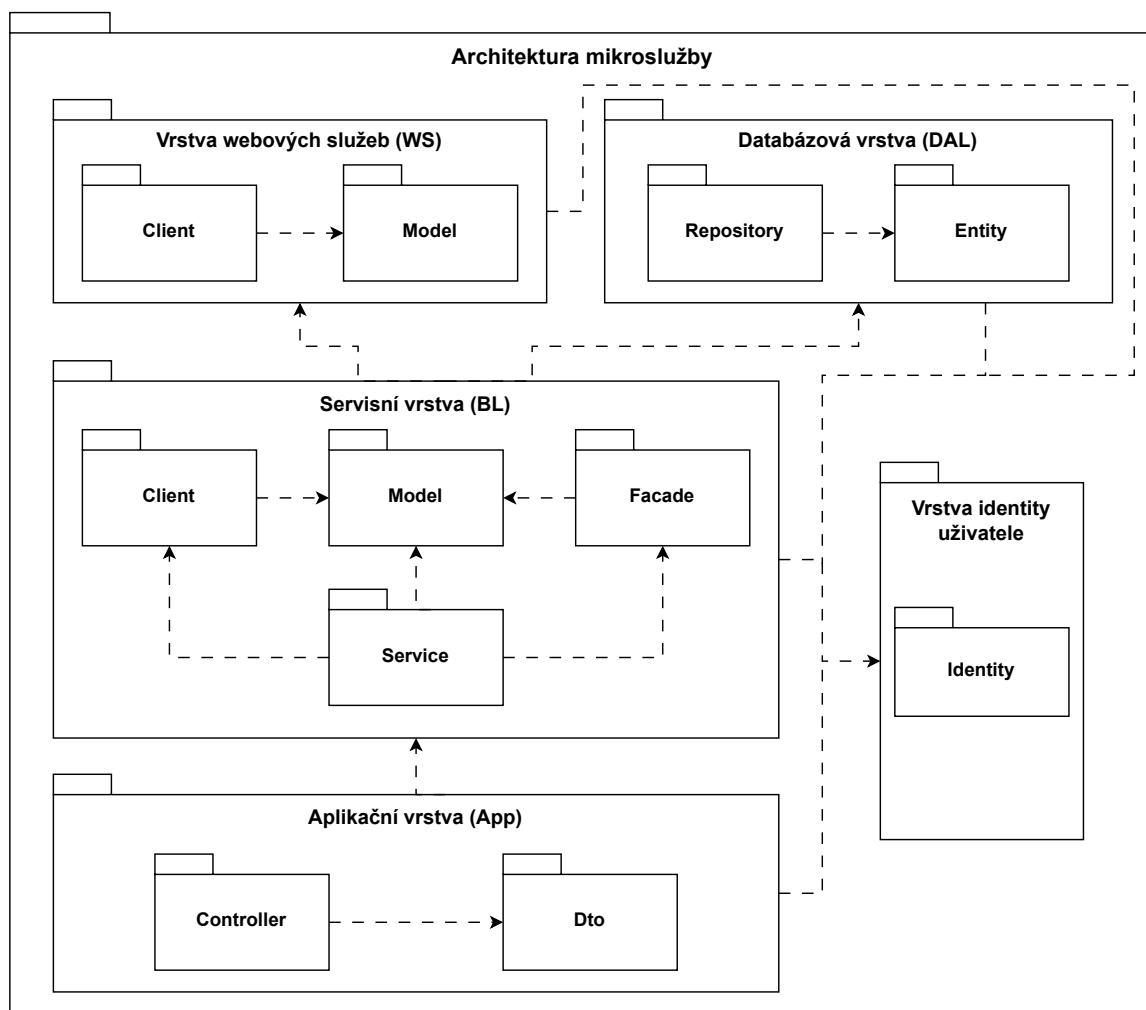 Architektura mikroslužby
Vrstva webových služeb (WS)
Client
Model
Databázová vrstva (DAL)
Repository
Entity
Servisní vrstva (BL)
Client
Model
Facade
Service
Vrstva identity
uživatele
Identity
Aplikační vrstva (App)
Controller
Dto